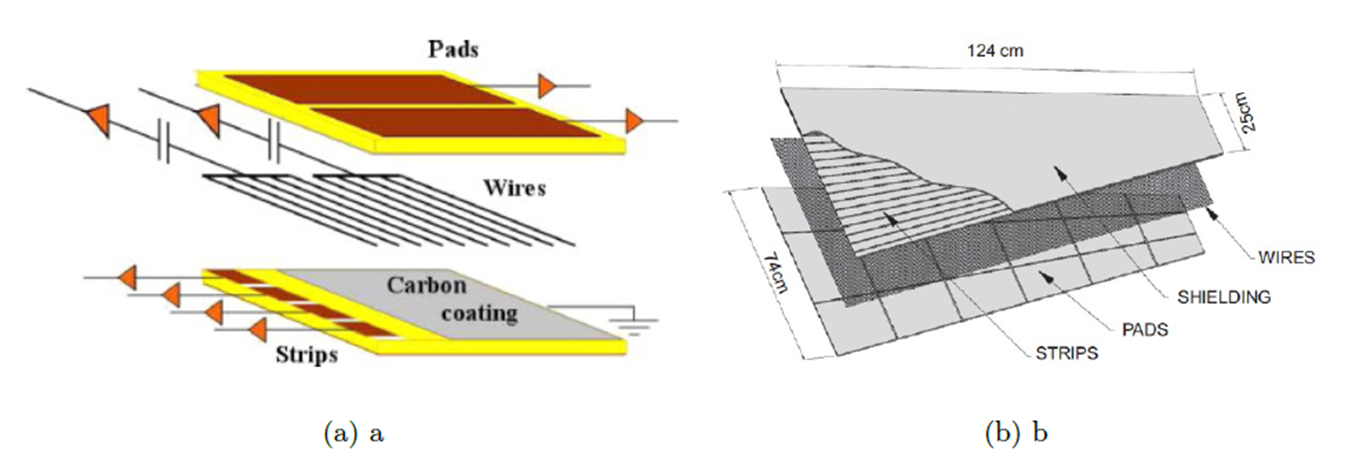 Pads
Wires
Carbon
coating
Strips
(a) a
124 cm
25cm
74cm
WIRES
SHIELDING
PADS
STRIPS
(b) b